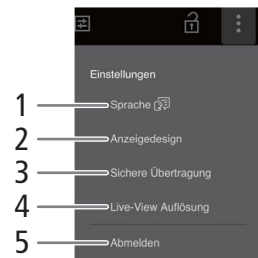 Einstellungen
1 Sprache
2 Anzeigedesign
3 Sichere Übertragung
4 Live-View Auflösung
5 Abmelden